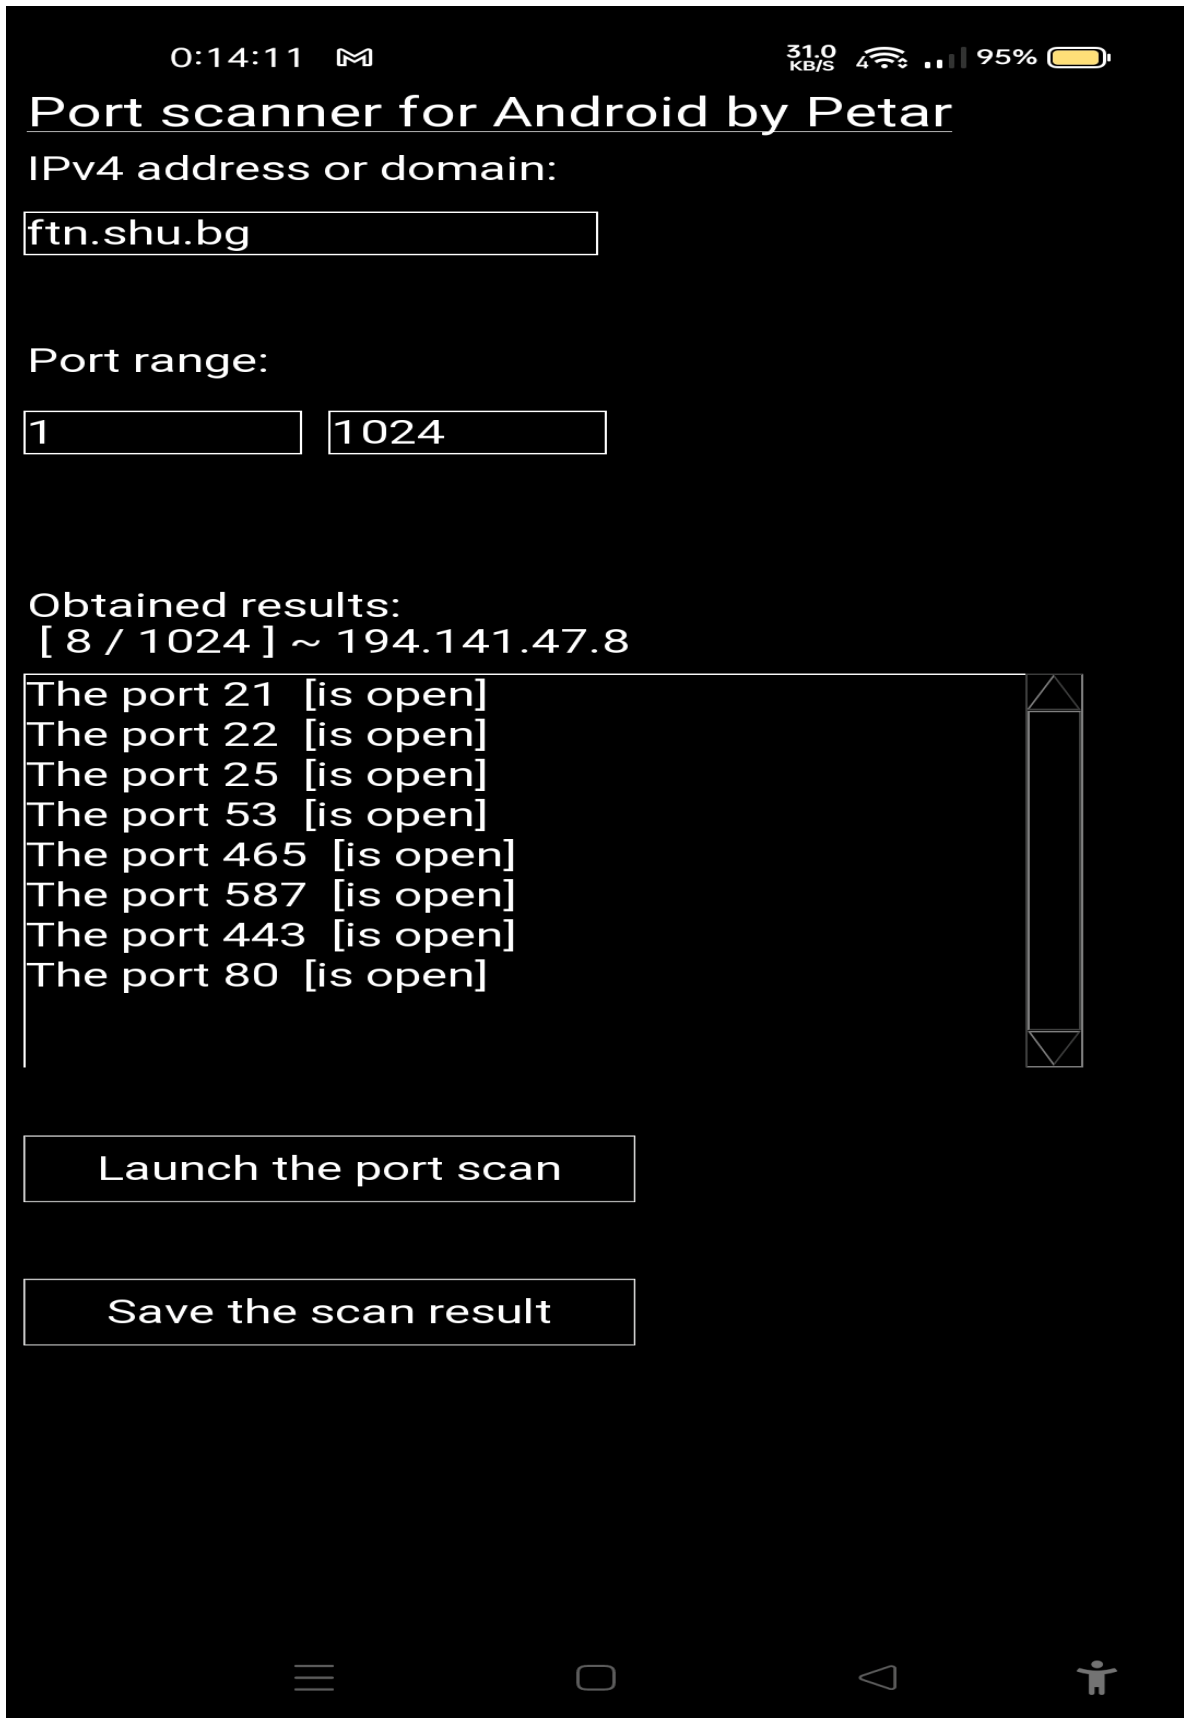 0:14:11 31.0 KB/S 4 95%
Port scanner for Android by Petar
IPv4 address or domain:
ftn.shu.bg
Port range:
1 1024
Obtained results:
[ 8 / 1024 ] ~ 194.141.47.8
The port 21 [is open]
The port 22 [is open]
The port 25 [is open]
The port 53 [is open]
The port 465 [is open]
The port 587 [is open]
The port 443 [is open]
The port 80 [is open]
Launch the port scan
Save the scan result